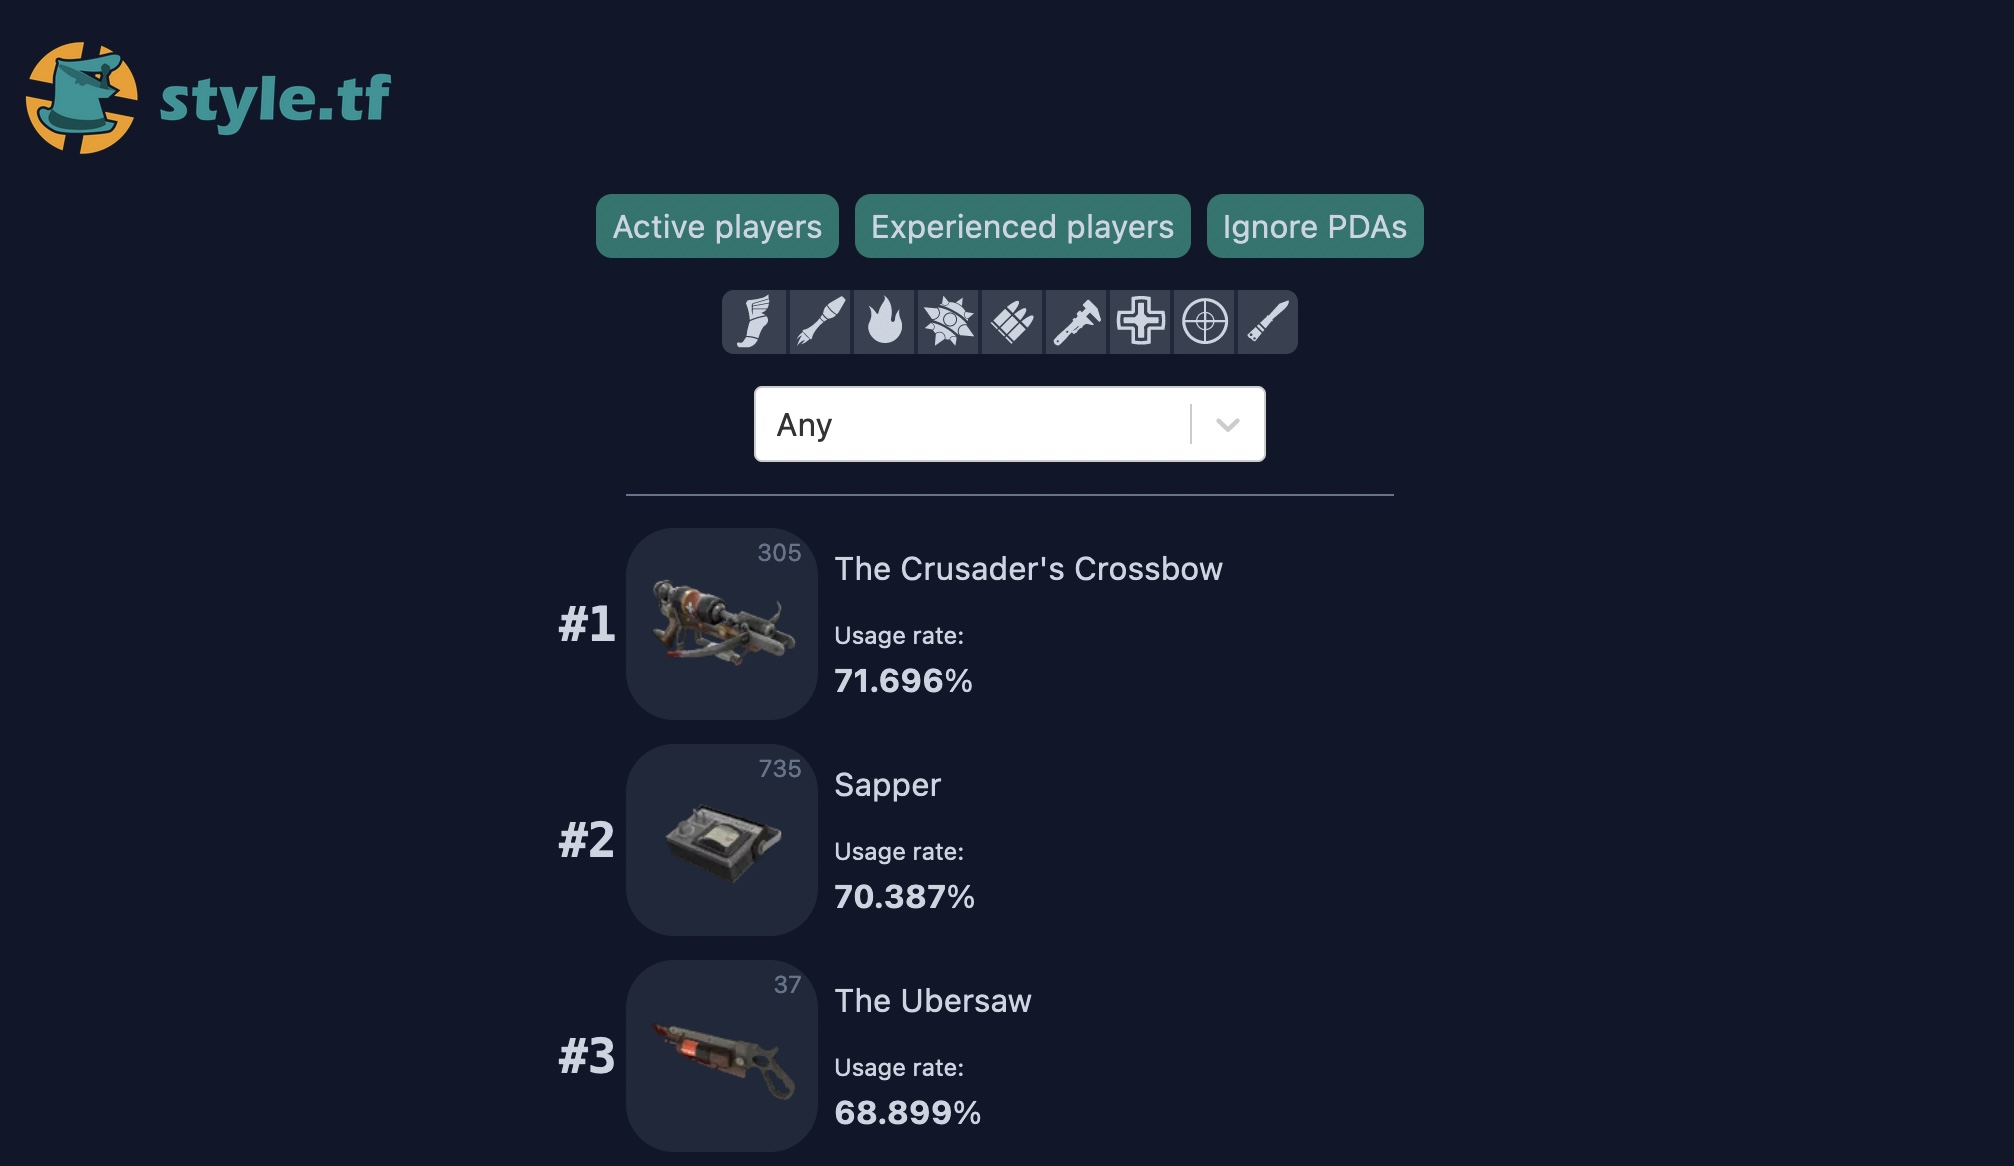 style.tf
Active players
Experienced players
Ignore PDAs
Any
#1
305
The Crusader's Crossbow
Usage rate:
71.696%
#2
735
Sapper
Usage rate:
70.387%
#3
37
The Ubersaw
Usage rate:
68.899%